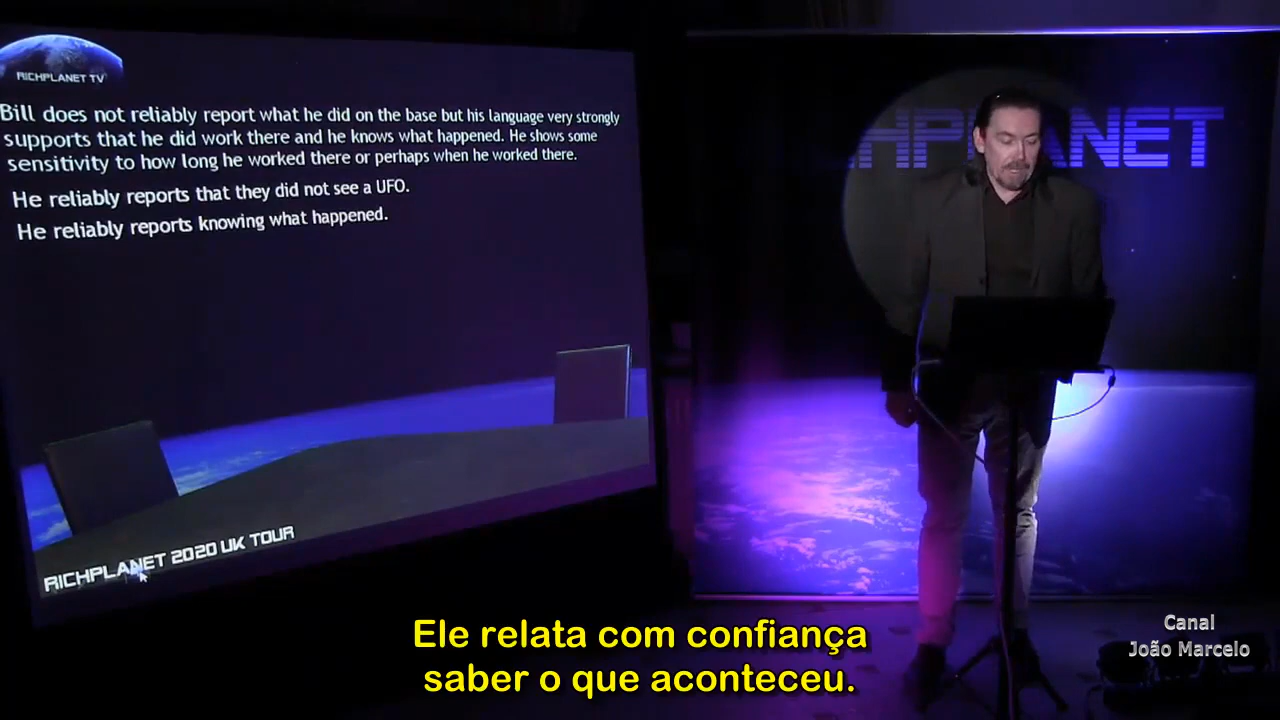 RICHPLANET TV
Bill does not reliably report what he did on the base but his language very strongly
supports that he did work there and he knows what happened. He shows some
sensitivity to how long he worked there or perhaps when he worked there.
He reliably reports that they did not see a UFO.
He reliably reports knowing what happened.
RICHPLANET 2020 UK TOUR
HPLANET
Ele relata com confiança
saber o que aconteceu.
Canal
João Marcelo